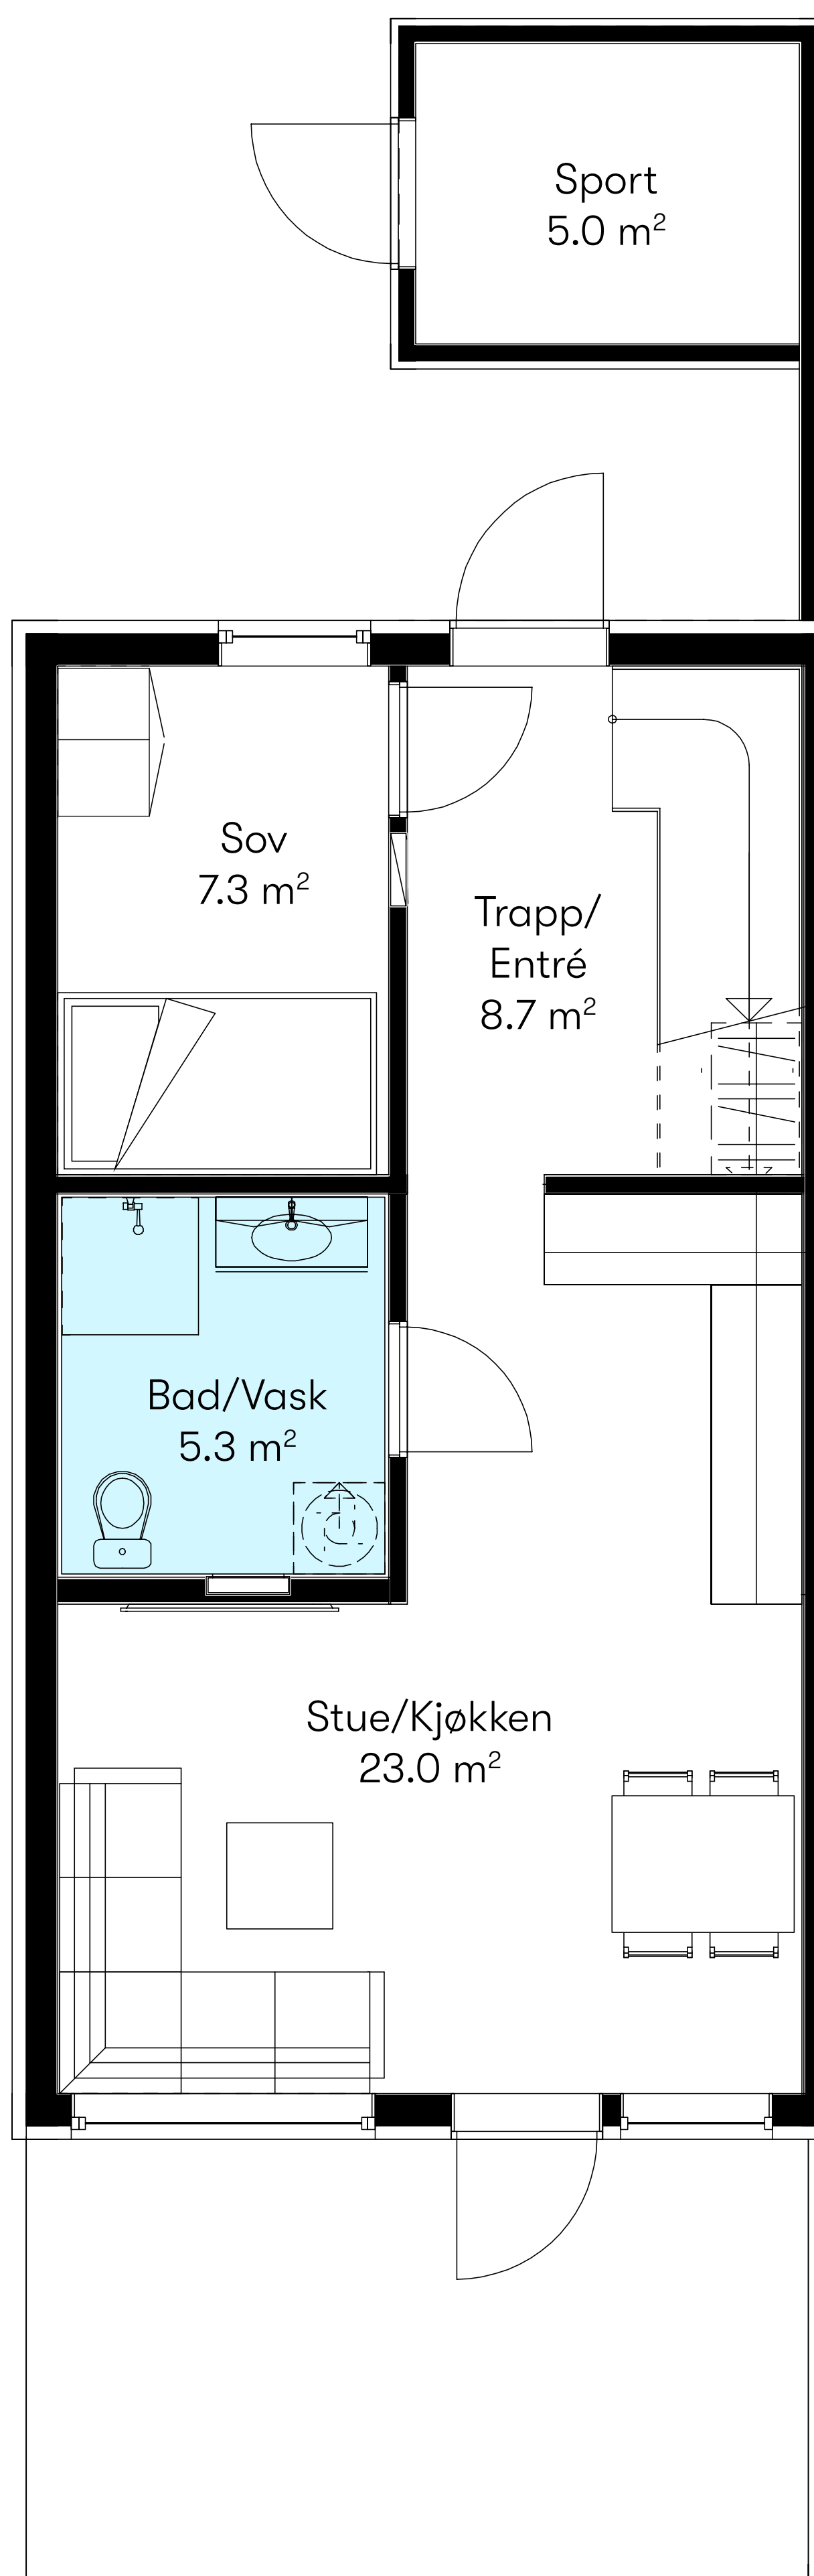 Sport
5.0 m²
Sov
7.3 m²
Trapp/
Entré
8.7 m²
Bad/Vask
5.3 m²
Stue/Kjøkken
23.0 m²